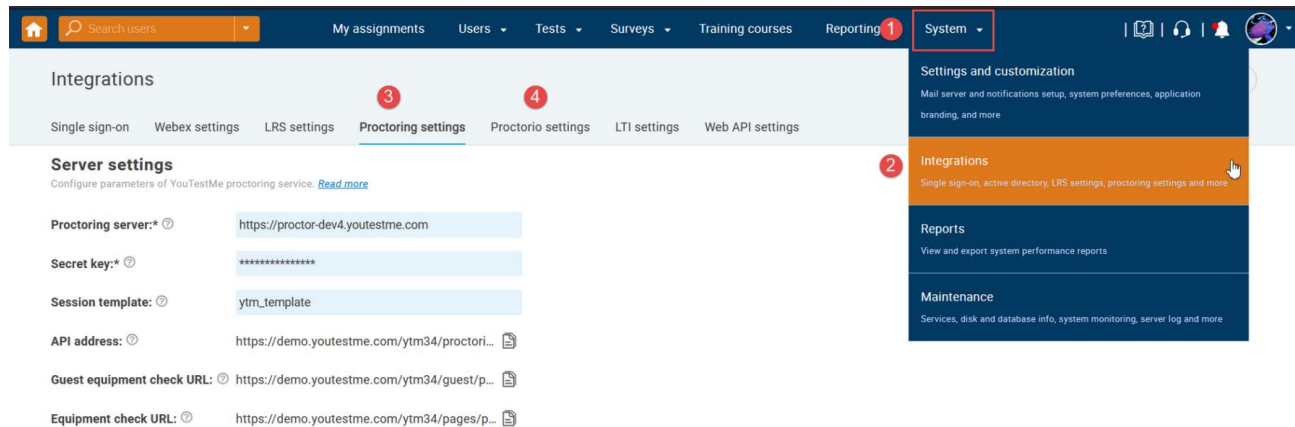 Search users
My assignments
Users
Tests
Surveys
Training courses
Reporting
1
System
Integrations
3
4
Single sign-on
Webex settings
LRS settings
Proctoring settings
Proctorio settings
LTI settings
Web API settings
Settings and customization
Mail server and notifications setup, system preferences, application
branding, and more
2
Integrations
Single sign-on, active directory, LRS settings, proctoring settings and more
Reports
View and export system performance reports
Maintenance
Services, disk and database info, system monitoring, server log and more
Server settings
Configure parameters of YouTestMe proctoring service. Read more
Proctoring server:* https://proctor-dev4.youtestme.com
Secret key:* ***************
Session template: ytm_template
API address: https://demo.youtestme.com/ytm34/proctori...
Guest equipment check URL: https://demo.youtestme.com/ytm34/guest/p...
Equipment check URL: https://demo.youtestme.com/ytm34/pages/p...